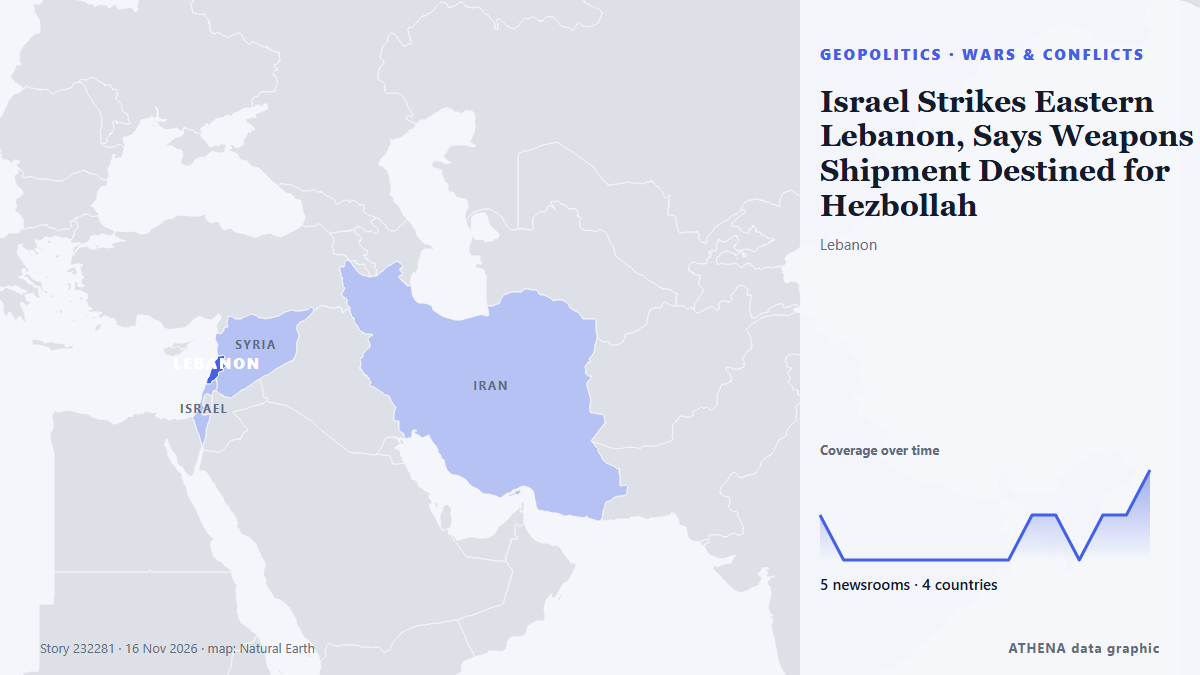 GEOPOLITICS · WARS & CONFLICTS
Israel Strikes Eastern
Lebanon, Says Weapons
Shipment Destined for
Hezbollah
Lebanon
SYRIA
LEBANON
IRAN
ISRAEL
Coverage over time
5 newsrooms · 4 countries
Story 232281 · 16 Nov 2026 · map: Natural Earth
ATHENA data graphic